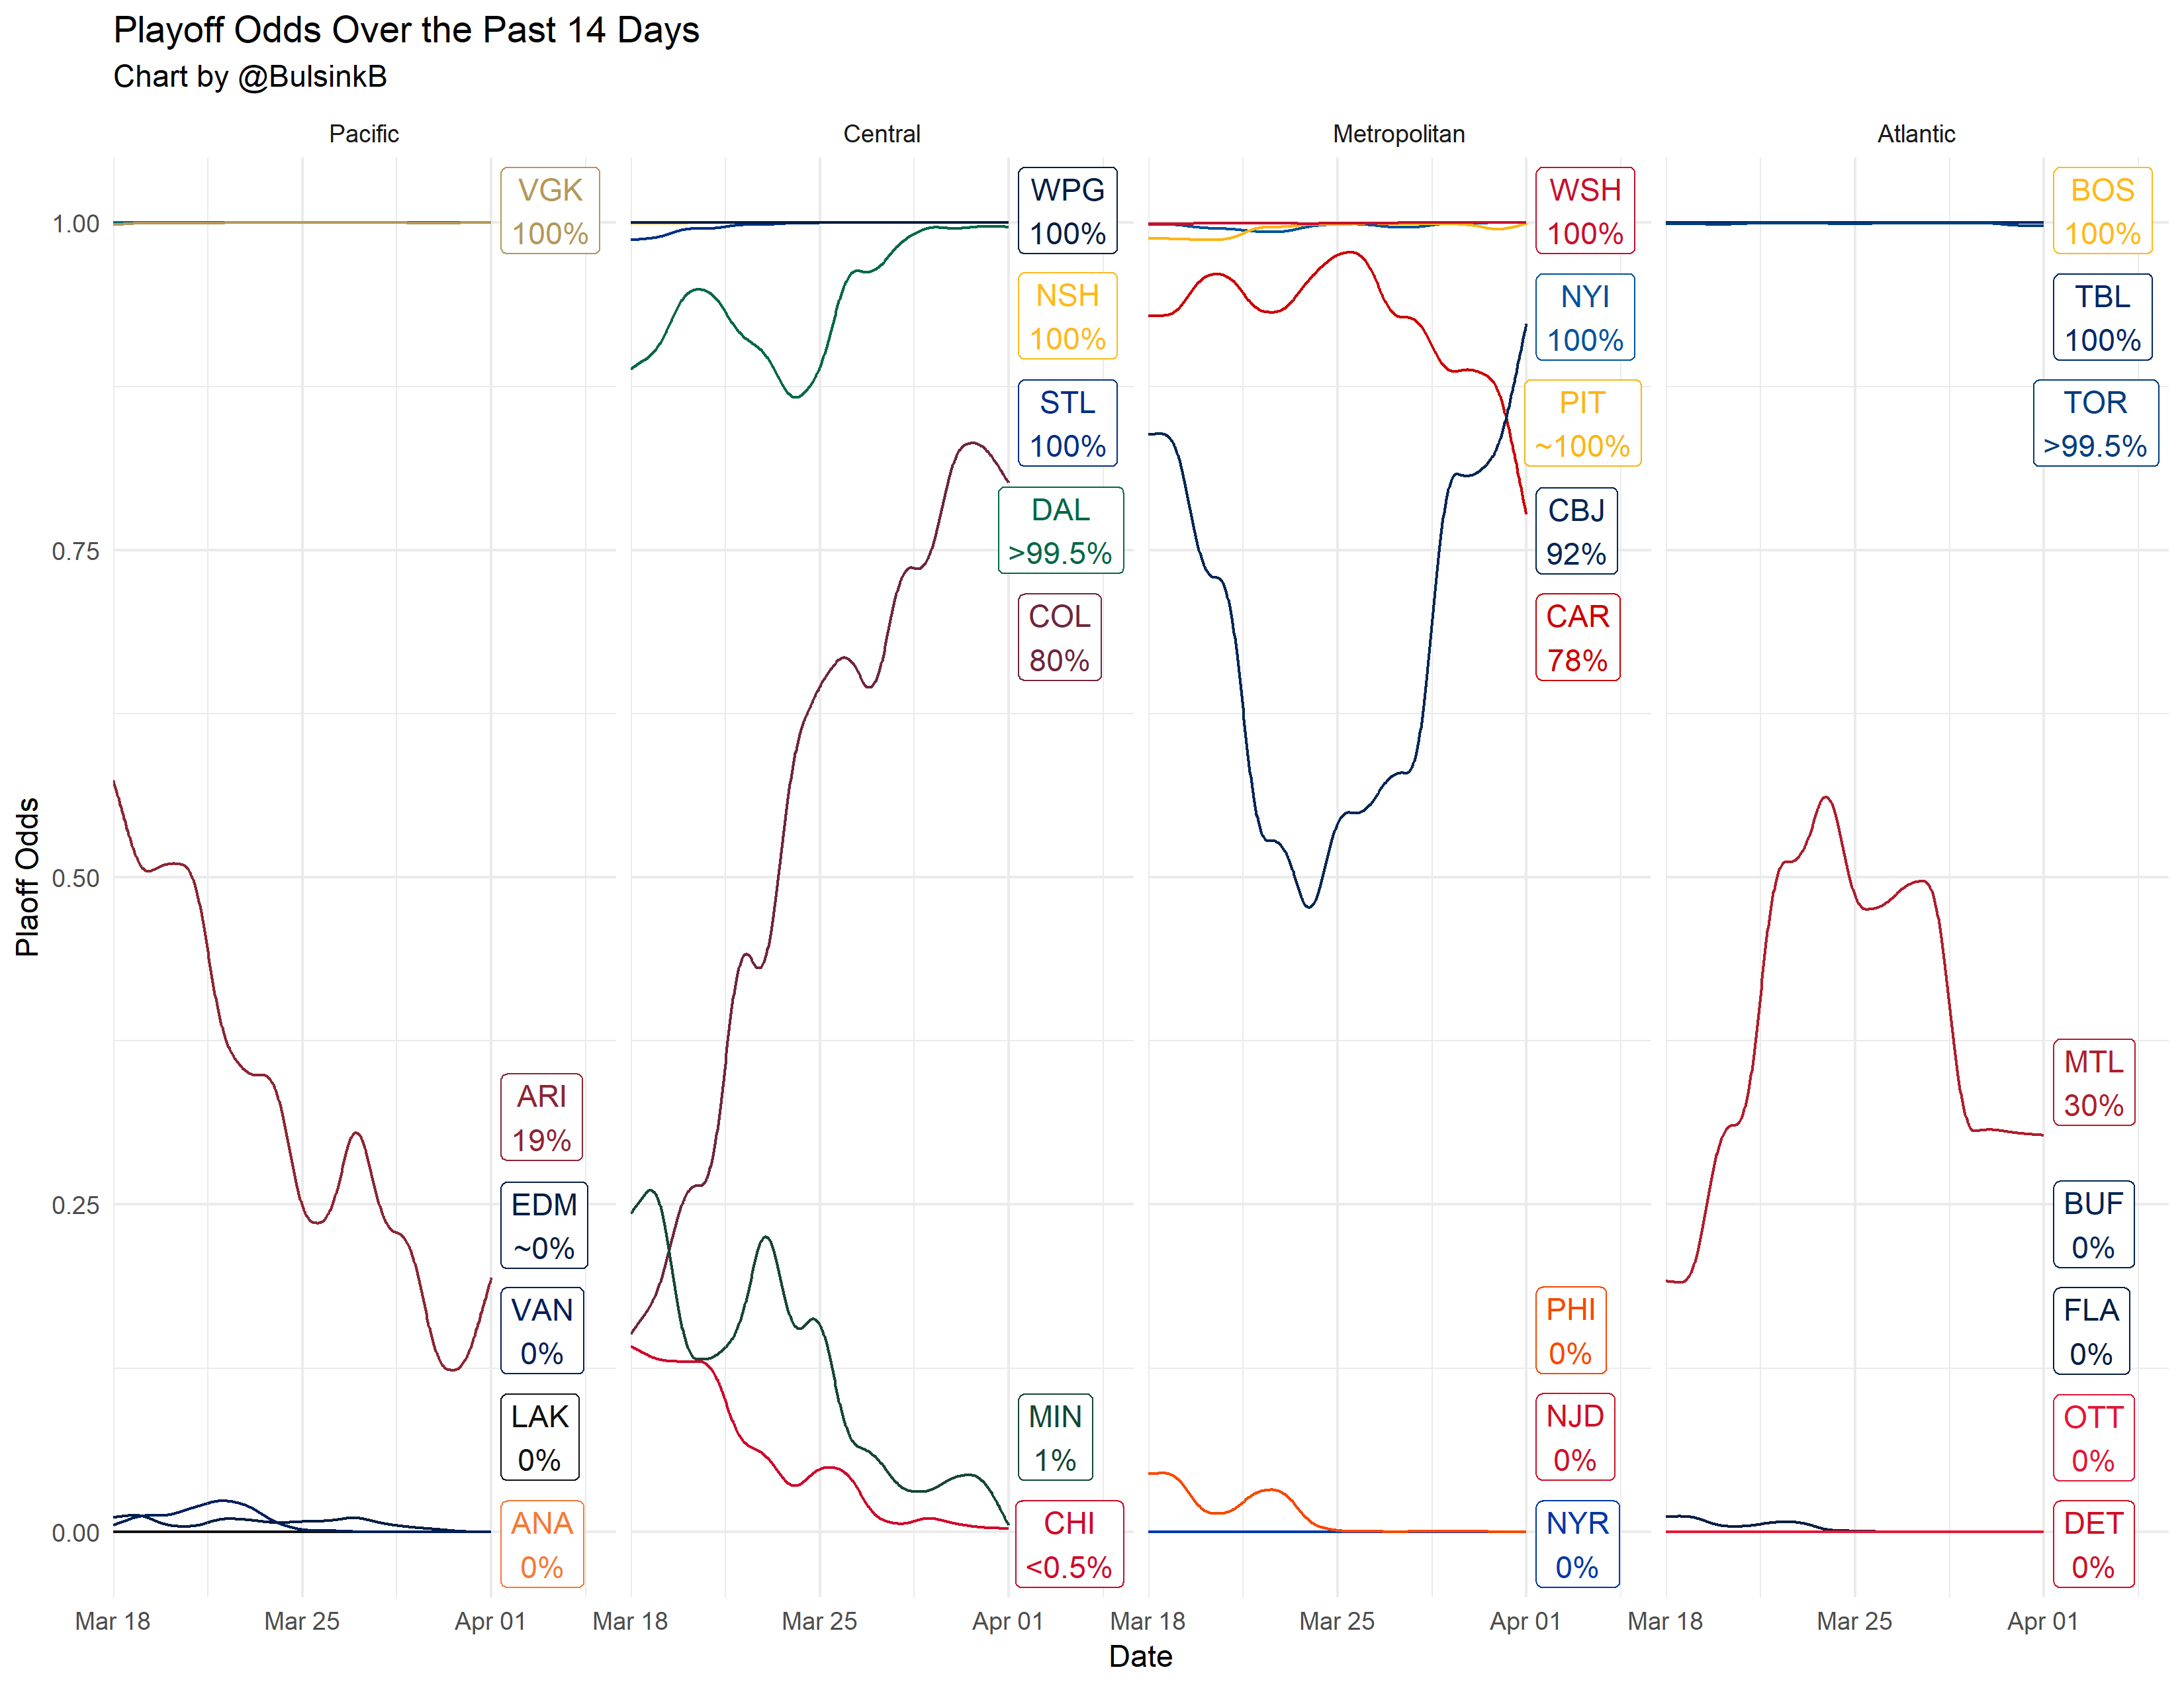 Playoff Odds Over the Past 14 Days
Chart by @BulsinkB
Pacific
Central
Metropolitan
Atlantic
Plaoff Odds
1.00
0.75
0.50
0.25
0.00
VGK
100%
ARI
19%
EDM
~0%
VAN
0%
LAK
0%
ANA
0%
WPG
100%
NSH
100%
STL
100%
DAL
>99.5%
COL
80%
MIN
1%
CHI
<0.5%
WSH
100%
NYI
100%
PIT
~100%
CBJ
92%
CAR
78%
PHI
0%
NJD
0%
NYR
0%
BOS
100%
TBL
100%
TOR
>99.5%
MTL
30%
BUF
0%
FLA
0%
OTT
0%
DET
0%
Mar 18 Mar 25 Apr 01 Mar 18 Mar 25 Apr 01 Mar 18 Mar 25 Apr 01 Mar 18 Mar 25 Apr 01
Date